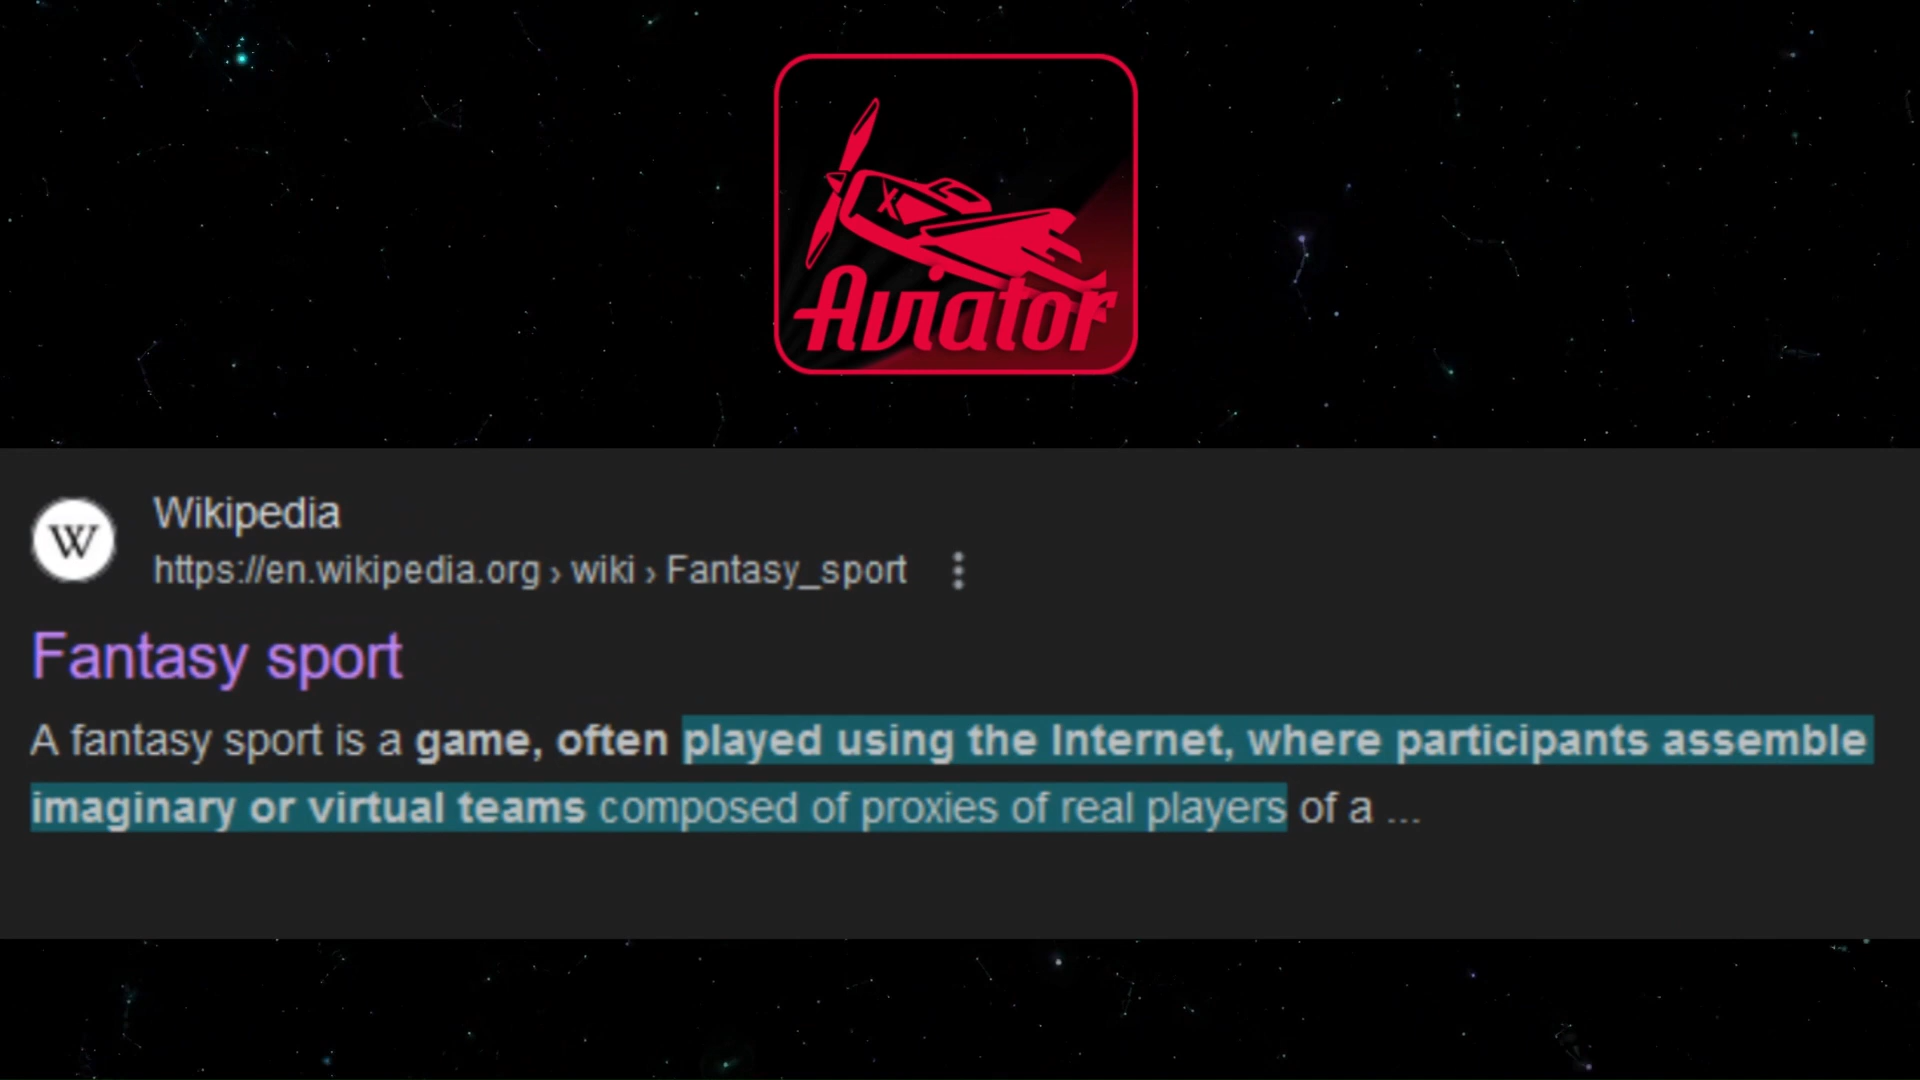 Aviator
W
Wikipedia
https://en.wikipedia.org › wiki › Fantasy_sport
Fantasy sport
A fantasy sport is a game, often played using the Internet, where participants assemble
imaginary or virtual teams composed of proxies of real players of a ...